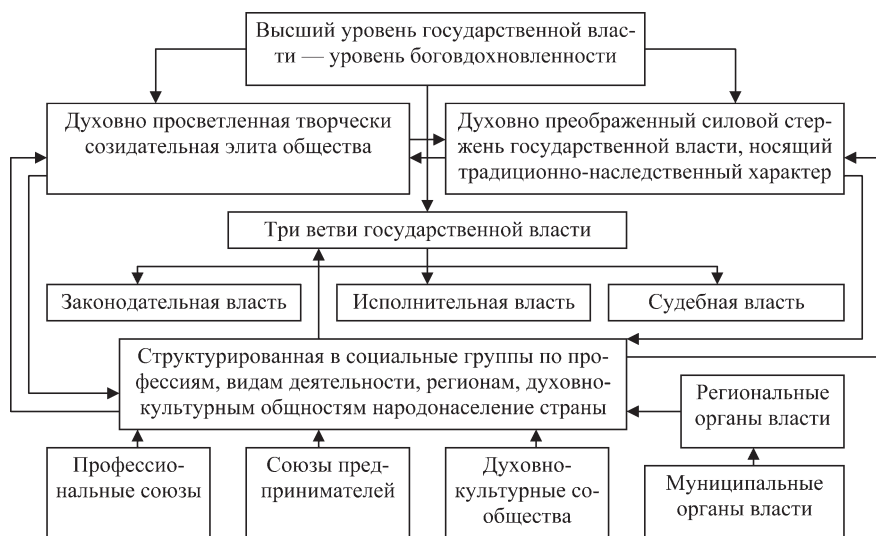 Высший уровень государственной влас-
ти — уровень боговдохновленности
Духовно просветленная творчески
созидательная элита общества
Духовно преображенный силовой стер-
жень государственной власти, носящий
традиционно-наследственный характер
Три ветви государственной власти
Законодательная власть
Исполнительная власть
Судебная власть
Структурированная в социальные группы по про-
фессиям, видам деятельности, регионам, духовно-
культурным общностям народонаселение страны
Региональные
органы власти
Профессио-
нальные союзы
Союзы пред-
принимателей
Духовно-
культурные со-
общества
Муниципальные
органы власти